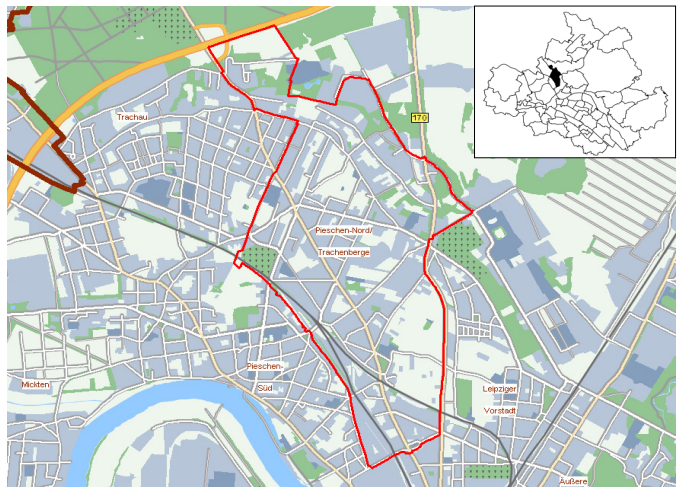 Trachau
170
Pieschen-Nord/
Trachenberge
Pieschen-
Süd
Mickten
Leipziger
Vorstadt
Äußere